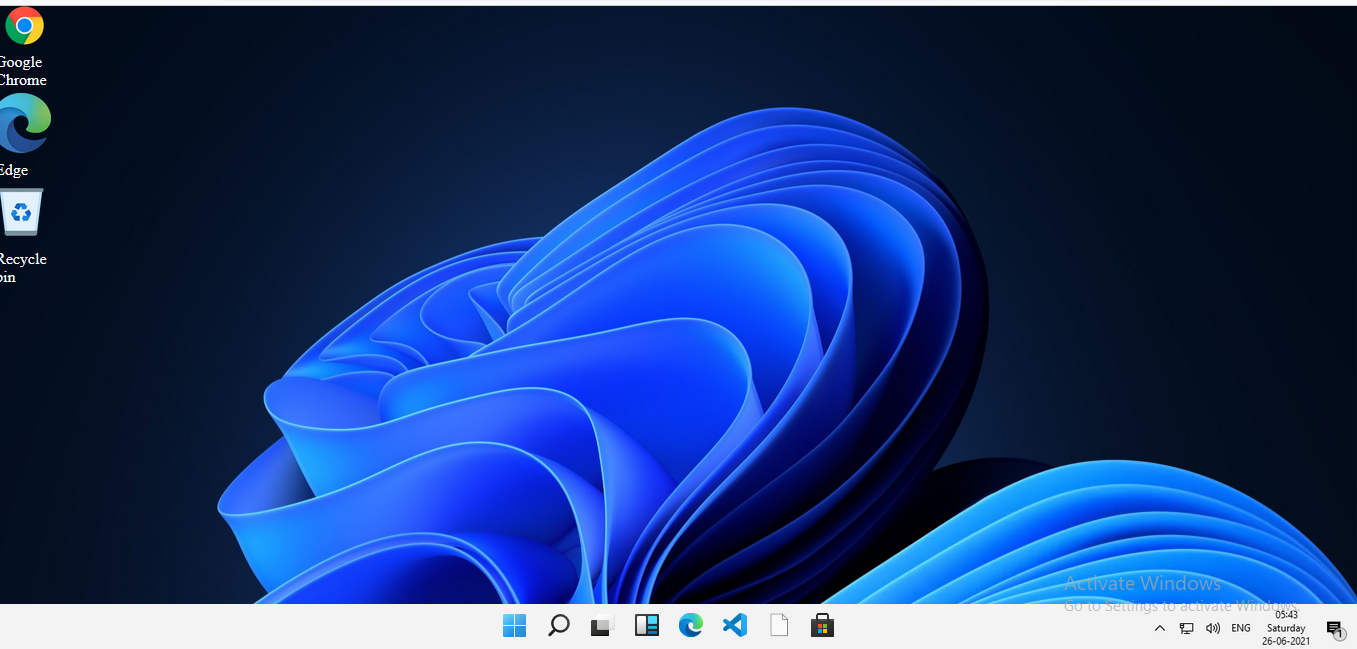 Google
Chrome
Edge
Recycle
bin
Activate Windows
Go to Settings to activate Windows.
ENG
05:43
Saturday
26-06-2021
1